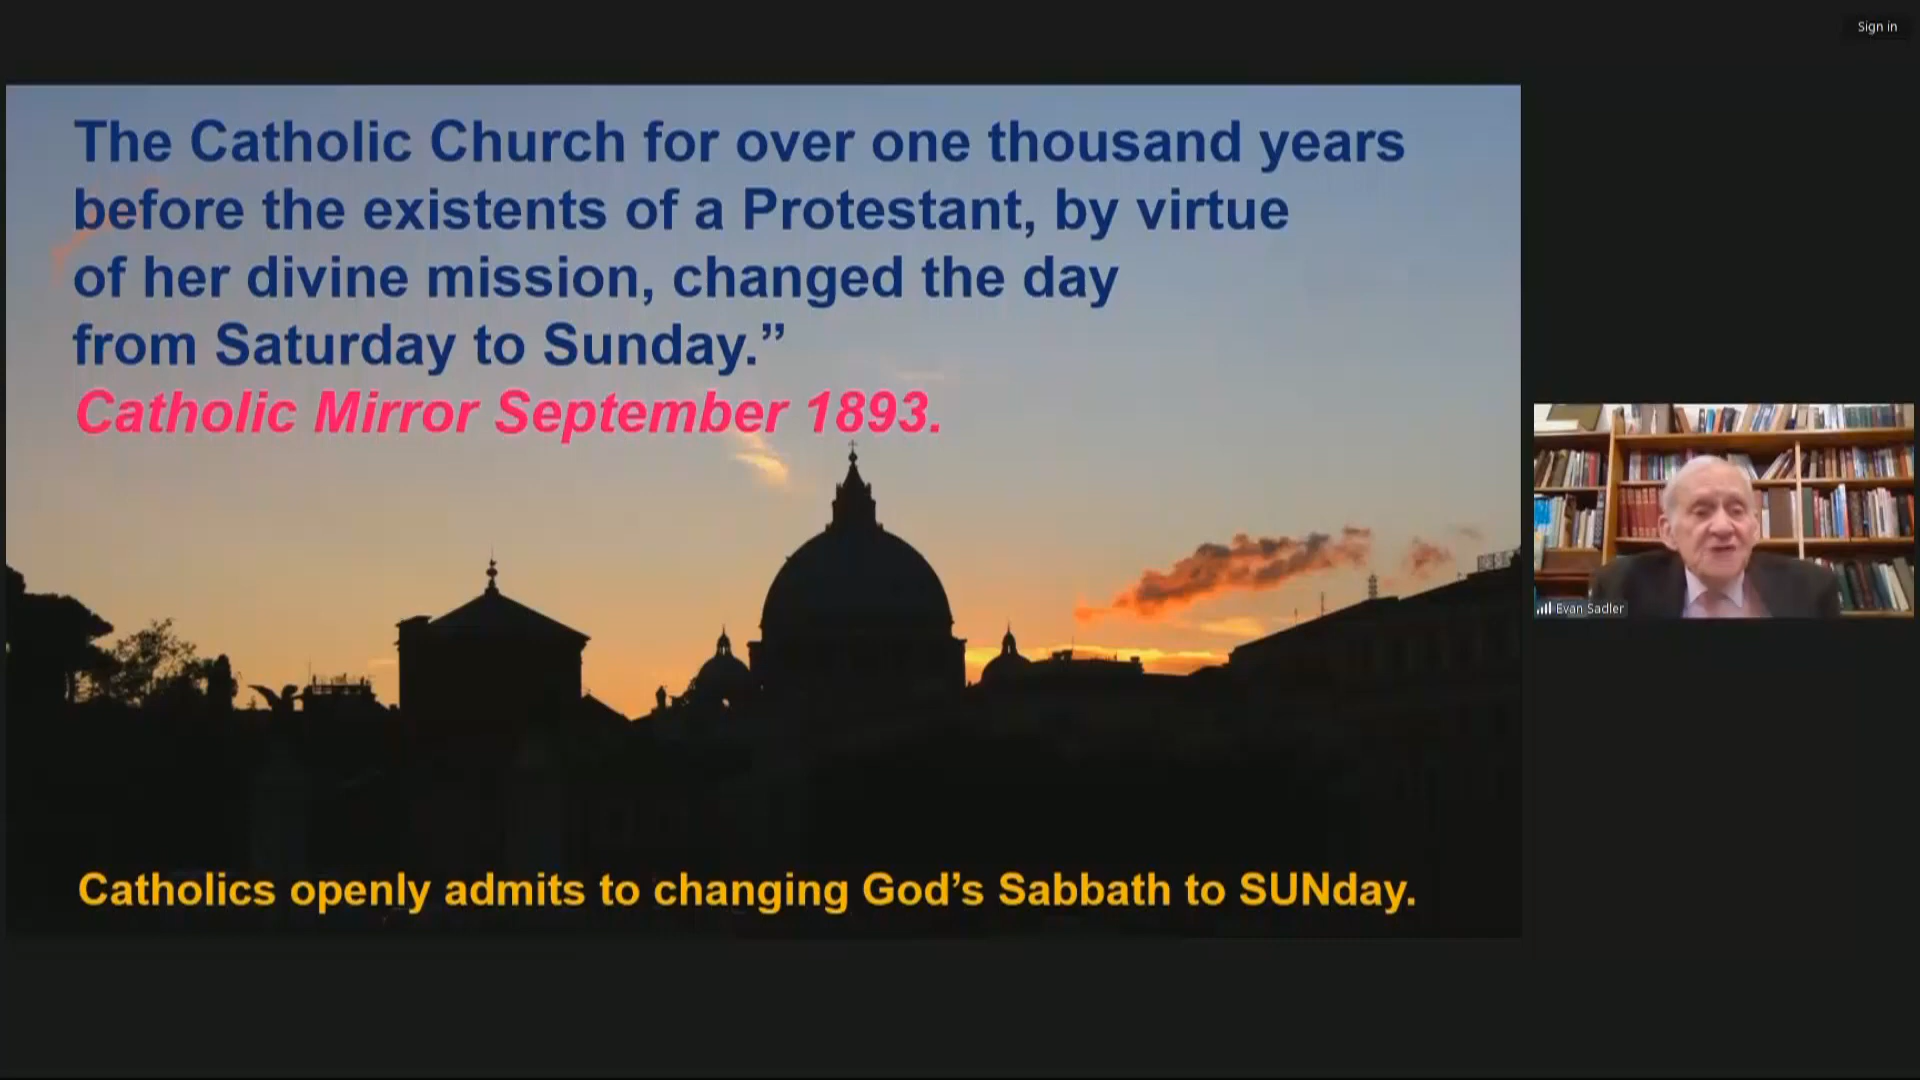 Sign in
The Catholic Church for over one thousand years
before the existents of a Protestant, by virtue
of her divine mission, changed the day
from Saturday to Sunday.”
Catholic Mirror September 1893.
Evan Sadler
Catholics openly admits to changing God’s Sabbath to SUNday.